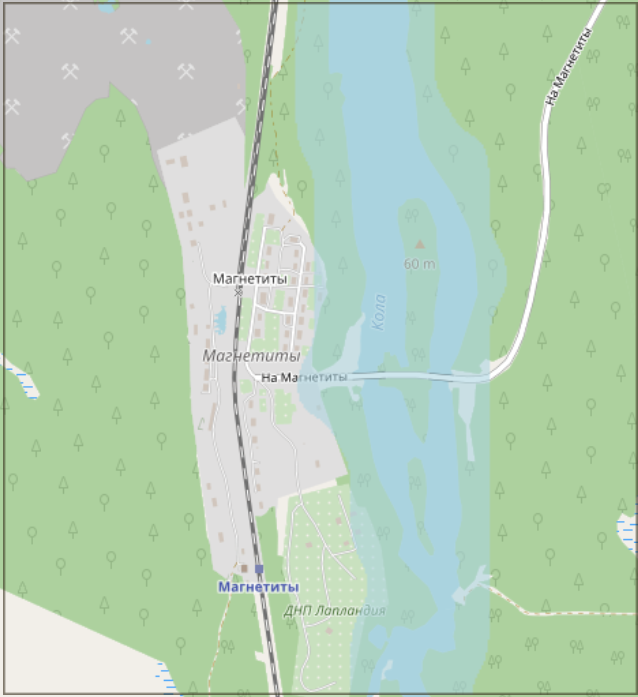 На Магнетиты
60 m
Магнетиты
Кола
Магнетиты
На Магнетиты
Магнетиты
ДНП Лапландия